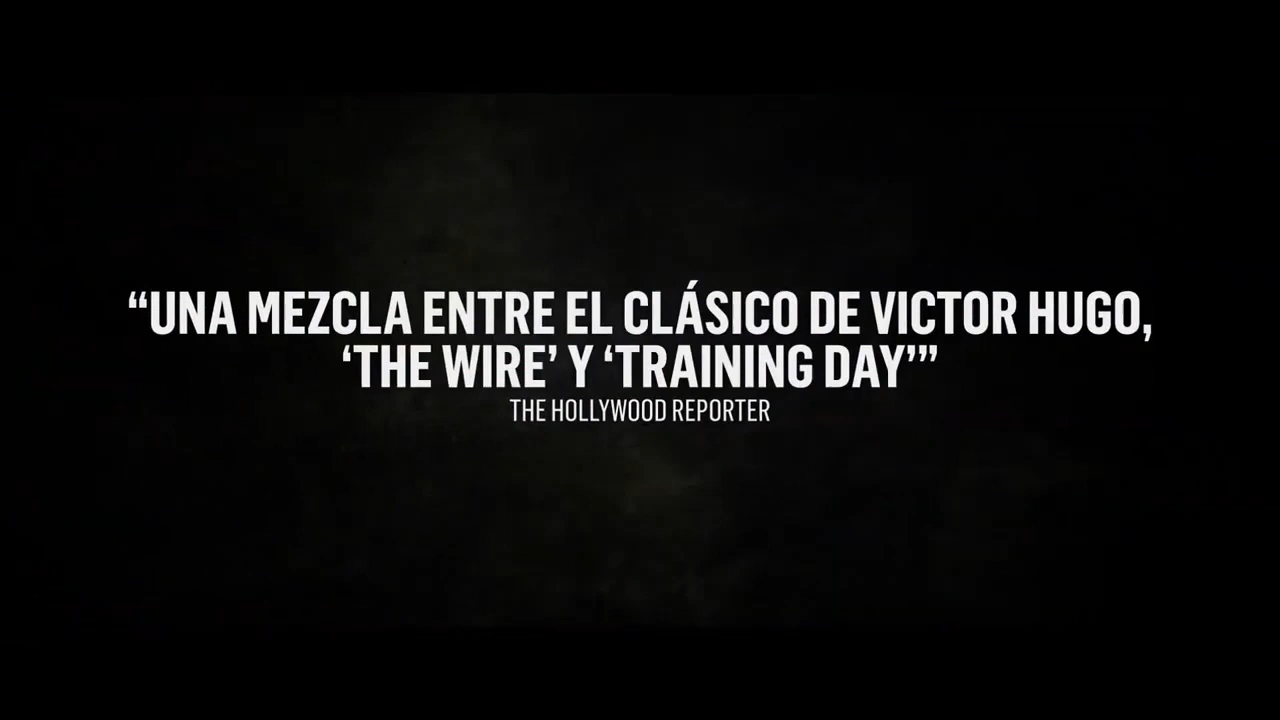 “UNA MEZCLA ENTRE EL CLÁSICO DE VICTOR HUGO,
‘THE WIRE’ Y ‘TRAINING DAY’”
THE HOLLYWOOD REPORTER